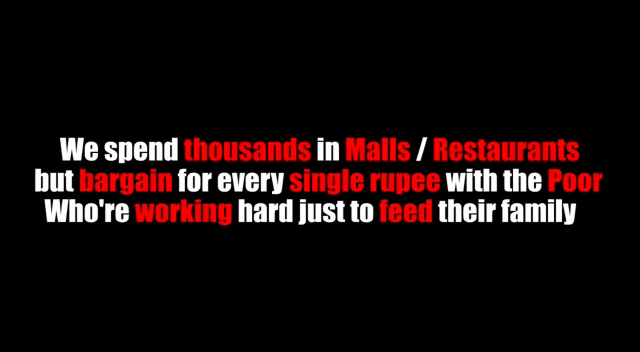 We spend thousands in Malls / Restaurants
but bargain for every single rupee with the Poor
Who're working hard just to feed their family